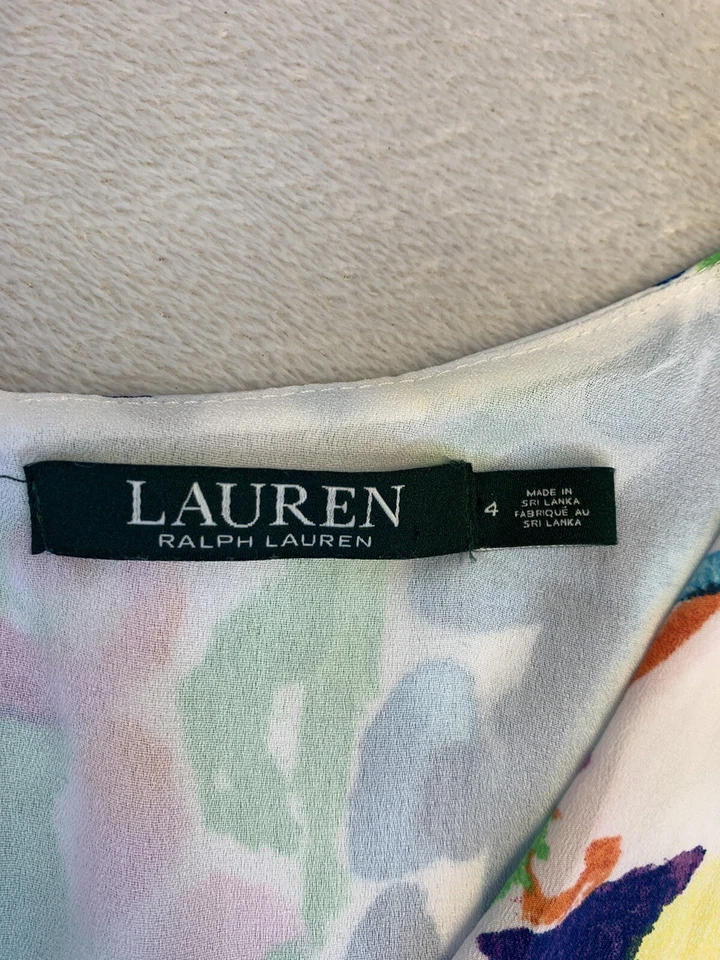 LAUREN
RALPH LAUREN
4
MADE IN
SRI LANKA
FABRIQUÉ AU
SRI LANKA